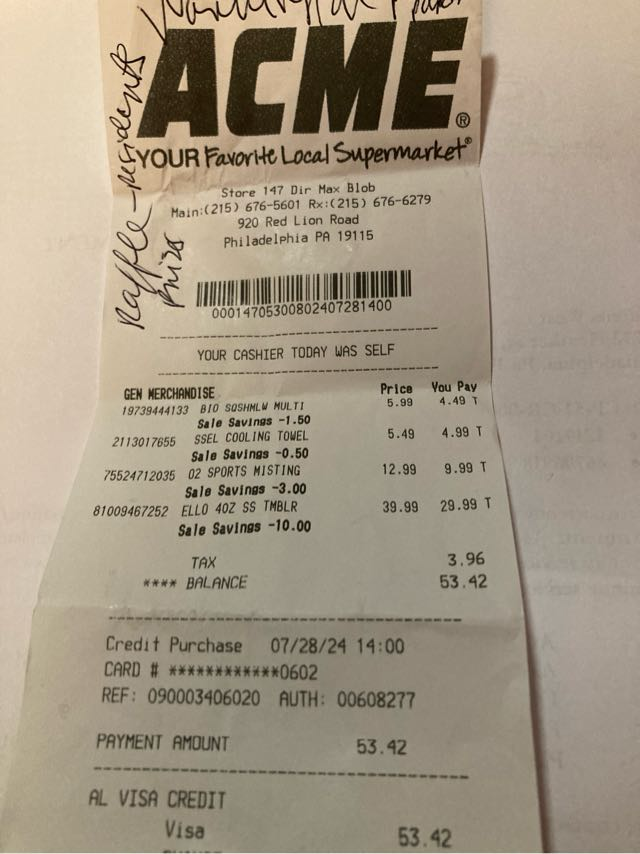 ACME®
YOUR Favorite Local Supermarket®
Raffle - residents
Prize
Store 147 Dir Max Blob
Main:(215) 676-5601 Rx:(215) 676-6279
920 Red Lion Road
Philadelphia PA 19115
00014705300802407281400
YOUR CASHIER TODAY WAS SELF
GEN MERCHANDISE Price You Pay
19739444133 BIO SQSHMLW MULTI 5.99 4.49 T
Sale Savings -1.50
2113017655 SSEL COOLING TOWEL 5.49 4.99 T
Sale Savings -0.50
75524712035 O2 SPORTS MISTING 12.99 9.99 T
Sale Savings -3.00
81009467252 ELLO 40Z SS TMBLR 39.99 29.99 T
Sale Savings -10.00
TAX 3.96
**** BALANCE 53.42
Credit Purchase 07/28/24 14:00
CARD # ************0602
REF: 090003406020 AUTH: 00608277
PAYMENT AMOUNT 53.42
AL VISA CREDIT
Visa 53.42